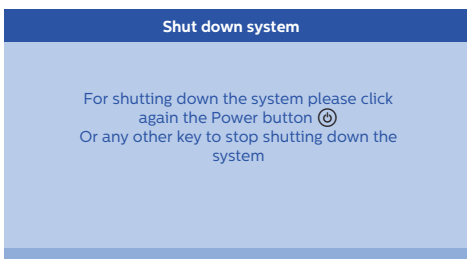 Shut down system
For shutting down the system please click
again the Power button
Or any other key to stop shutting down the
system